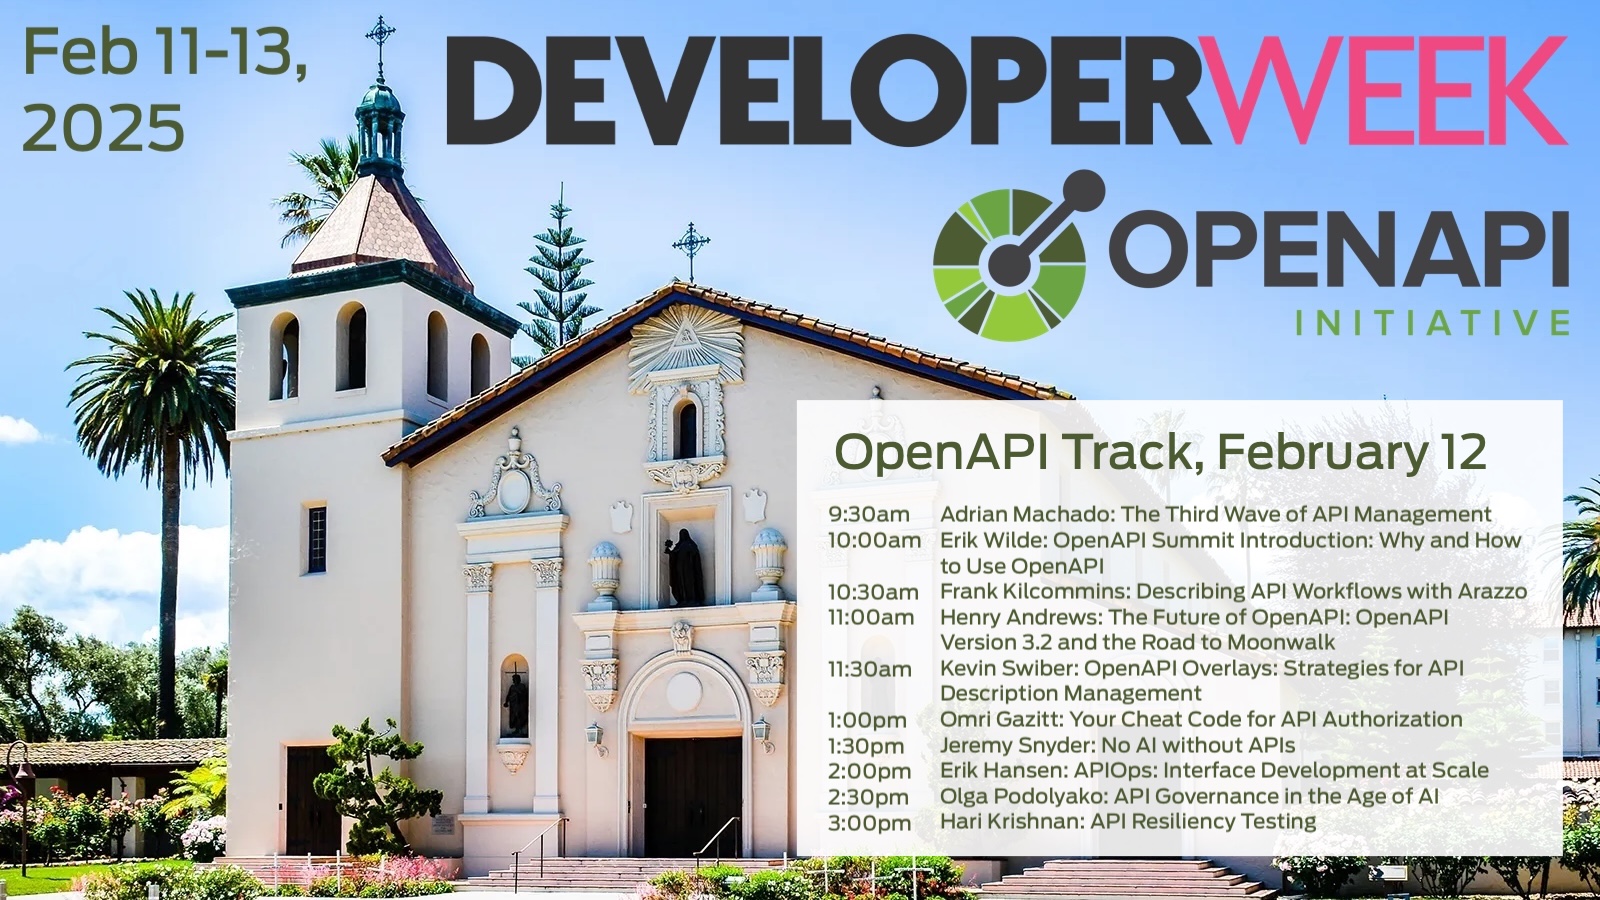 Feb 11-13,
2025
DEVELOPERWEEK
OPENAPI
INITIATIVE
OpenAPI Track, February 12
9:30am Adrian Machado: The Third Wave of API Management
10:00am Erik Wilde: OpenAPI Summit Introduction: Why and How
to Use OpenAPI
10:30am Frank Kilcommins: Describing API Workflows with Arazzo
11:00am Henry Andrews: The Future of OpenAPI: OpenAPI
Version 3.2 and the Road to Moonwalk
11:30am Kevin Swiber: OpenAPI Overlays: Strategies for API
Description Management
1:00pm Omri Gazitt: Your Cheat Code for API Authorization
1:30pm Jeremy Snyder: No AI without APIs
2:00pm Erik Hansen: APIOps: Interface Development at Scale
2:30pm Olga Podolyako: API Governance in the Age of AI
3:00pm Hari Krishnan: API Resiliency Testing